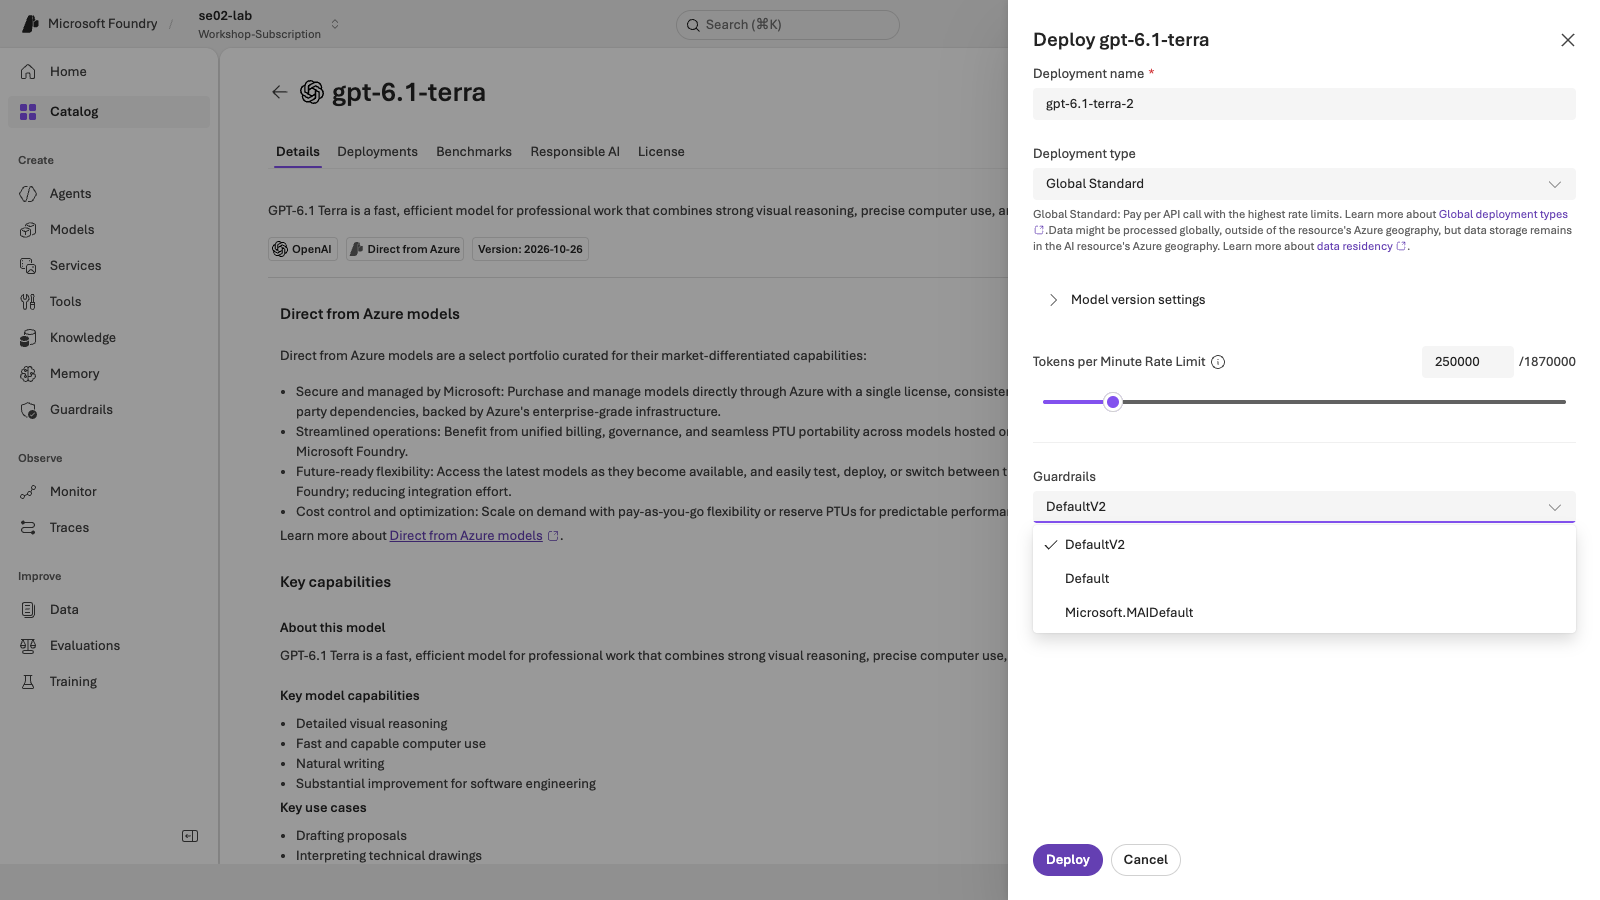 Microsoft Foundry
/
se02-lab
Workshop-Subscription
Search (⌘K)
Home
Catalog
Create
Agents
Models
Services
Tools
Knowledge
Memory
Guardrails
Observe
Monitor
Traces
Improve
Data
Evaluations
Training
gpt-6.1-terra
Details
Deployments
Benchmarks
Responsible AI
License
GPT-6.1 Terra is a fast, efficient model for professional work that combines strong visual reasoning, precise computer use,
OpenAI
Direct from Azure
Version: 2026-10-26
Direct from Azure models
Direct from Azure models are a select portfolio curated for their market-differentiated capabilities:
• Secure and managed by Microsoft: Purchase and manage models directly through Azure with a single license,
party dependencies, backed by Azure's enterprise-grade infrastructure.
• Streamlined operations: Benefit from unified billing, governance, and seamless PTU portability across models hosted
Microsoft Foundry.
• Future-ready flexibility: Access the latest models as they become available, and easily test, deploy, or switch between
Foundry; reducing integration effort.
• Cost control and optimization: Scale on demand with pay-as-you-go flexibility or reserve PTUs for predictable
Learn more about Direct from Azure models.
Key capabilities
About this model
GPT-6.1 Terra is a fast, efficient model for professional work that combines strong visual reasoning, precise computer use,
Key model capabilities
• Detailed visual reasoning
• Fast and capable computer use
• Natural writing
• Substantial improvement for software engineering
Key use cases
• Drafting proposals
• Interpreting technical drawings
Deploy gpt-6.1-terra
Deployment name *
gpt-6.1-terra-2
Deployment type
Global Standard
Global Standard: Pay per API call with the highest rate limits. Learn more about Global deployment types
.Data might be processed globally, outside of the resource's Azure geography, but data storage remains
in the AI resource's Azure geography. Learn more about data residency .
Model version settings
Tokens per Minute Rate Limit
250000
/1870000
Guardrails
DefaultV2
DefaultV2
Default
Microsoft.MAIDefault
Deploy
Cancel